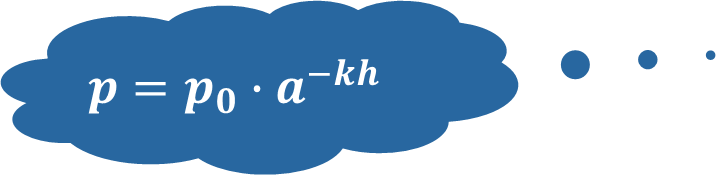 p = p₀ · a⁻ᵏʰ